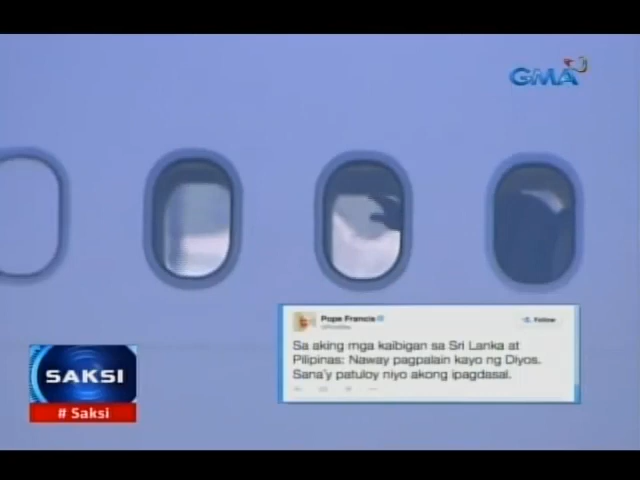 GMA
Pope Francis
Follow
Sa aking mga kaibigan sa Sri Lanka at
Pilipinas: Naway pagpalain kayo ng Diyos.
Sana'y patuloy niyo akong ipagdasal.
SAKSI
# Saksi